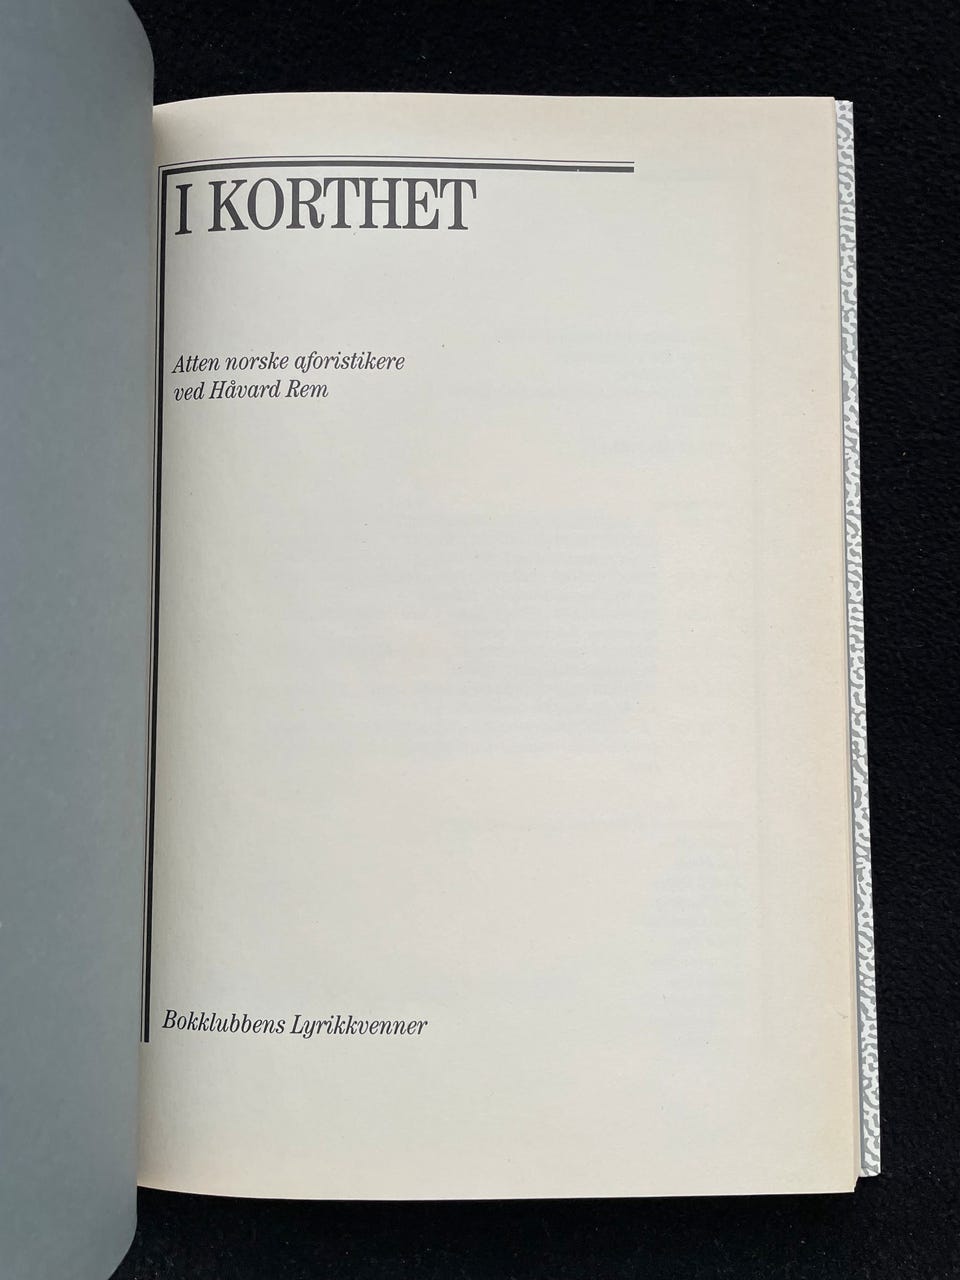 I KORTHET
Atten norske aforistikere
ved Håvard Rem
Bokklubbens Lyrikkvenner